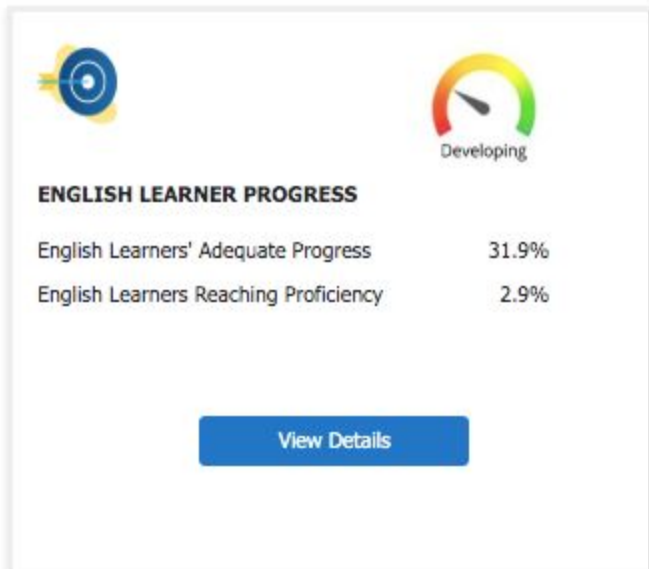 Developing
ENGLISH LEARNER PROGRESS
English Learners' Adequate Progress 31.9%
English Learners Reaching Proficiency 2.9%
View Details